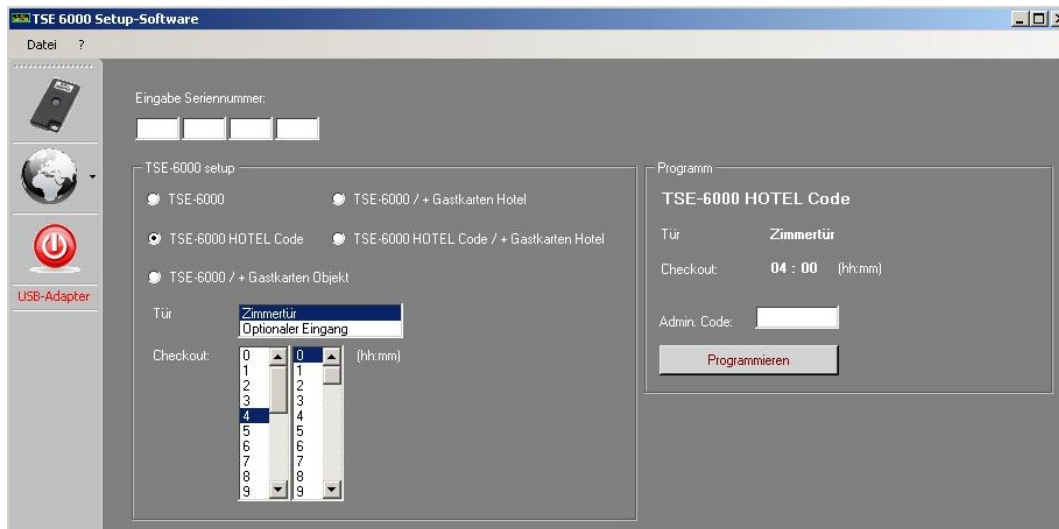 TSE 6000 Setup-Software
Datei ?
Eingabe Seriennummer:
TSE-6000 setup
TSE-6000
TSE-6000 / + Gastkarten Hotel
TSE-6000 HOTEL Code
TSE-6000 HOTEL Code / + Gastkarten Hotel
TSE-6000 / + Gastkarten Objekt
USB-Adapter
Tür
Zimmertür
Optionaler Eingang
Checkout:
0 0 (hh:mm)
1 1
2 2
3 3
4 4
5 5
6 6
7 7
8 8
9 9
Programm
TSE-6000 HOTEL Code
Tür Zimmertür
Checkout: 04 : 00 (hh:mm)
Admin. Code:
Programmieren